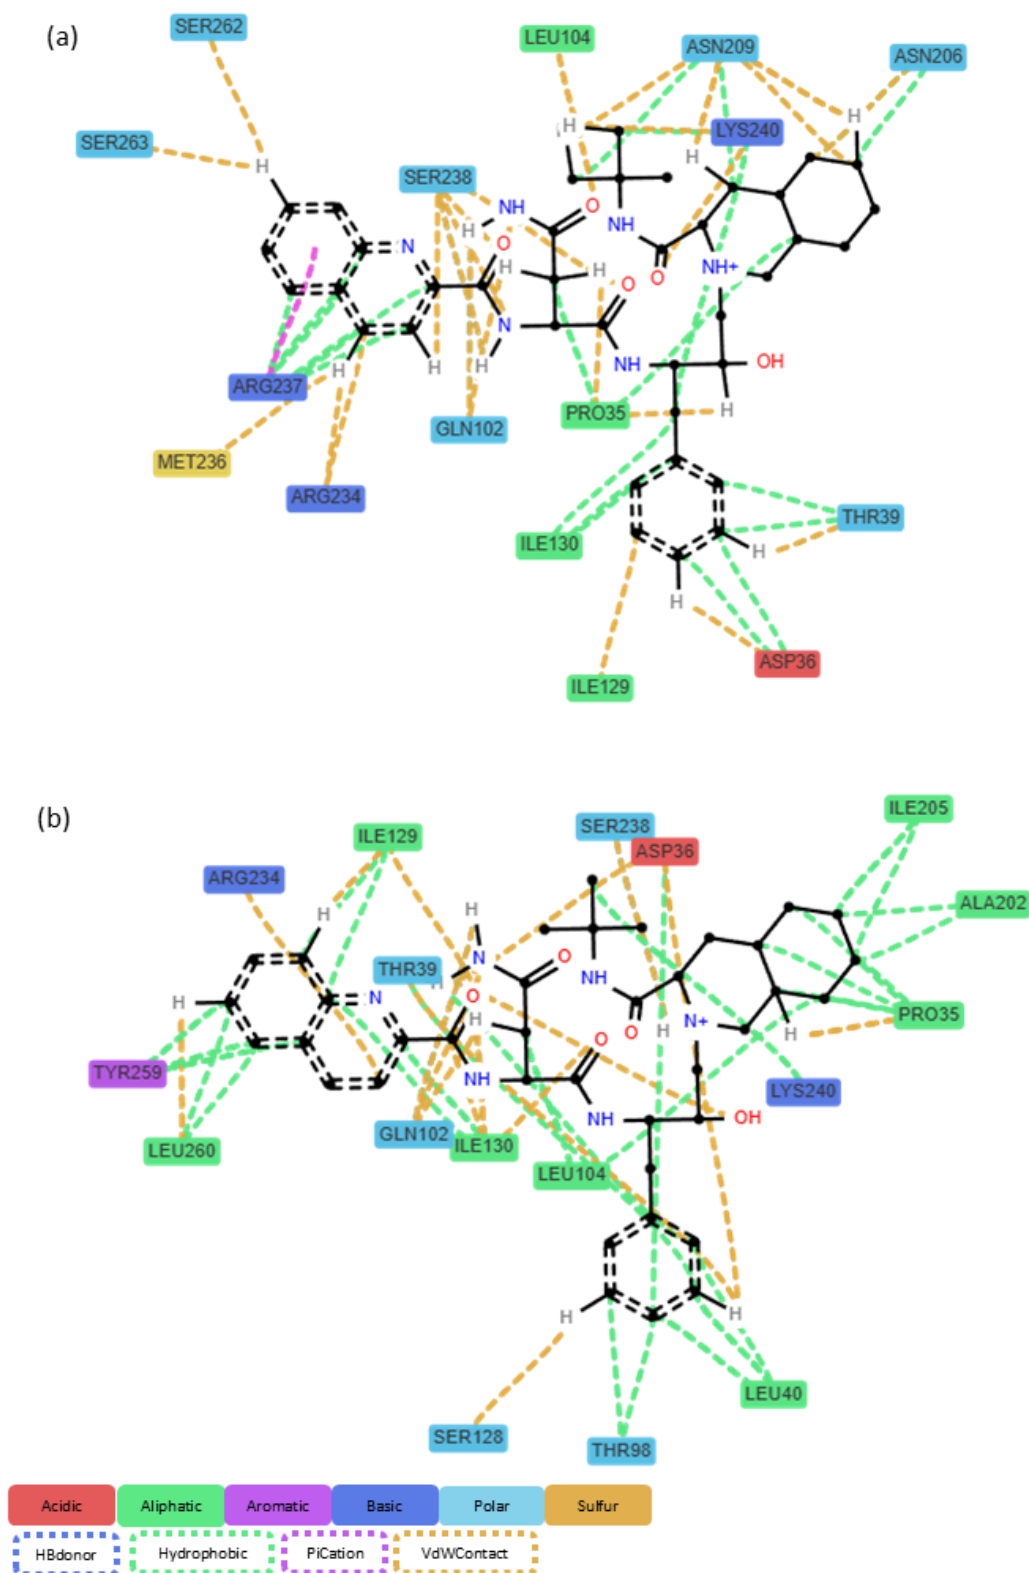 (a)
SER262
LEU104
ASN209
ASN206
SER263
H
LYS240
H
H
H
SER238
NH
O
NH
N
O
H
H
H
O
O
NH+
N
H
H
H
NH
OH
ARG237
PRO35
H
GLN102
MET236
ARG234
ILE130
THR39
H
H
ASP36
ILE129
(b)
ILE129
SER238
ILE205
ARG234
ASP36
ALA202
H
H
THR39
N
O
NH
N
H
O
H
O
N+
H
PRO35
H
H
O
TYR259
NH
LYS240
NH
OH
GLN102
ILE130
LEU260
LEU104
H
H
LEU40
SER128
THR98
Acidic Aliphatic Aromatic Basic Polar Sulfur
HBdonor Hydrophobic PiCation VdWContact